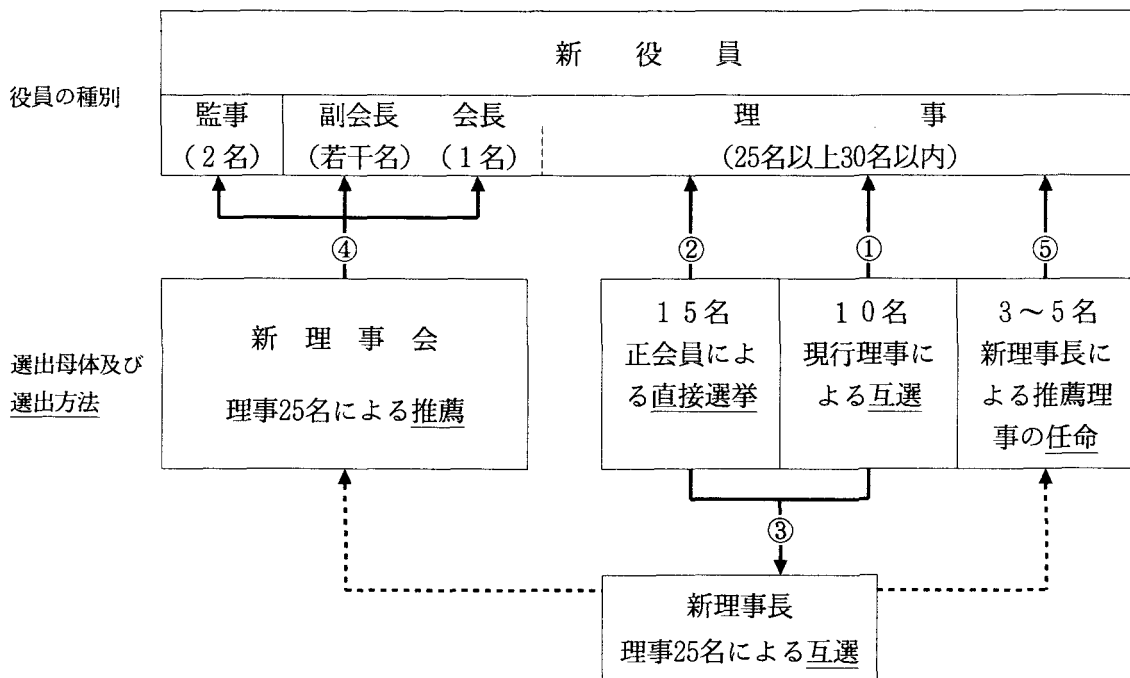 新役員
役員の種別
監事
(2名)
副会長
(若干名)
会長
(1名)
理事
(25名以上30名以内)
④
②
①
⑤
選出母体及び
選出方法
新理事会
理事25名による推薦
15名
正会員によ
る直接選挙
10名
現行理事に
よる互選
3~5名
新理事長に
よる推薦理
事の任命
③
新理事長
理事25名による互選